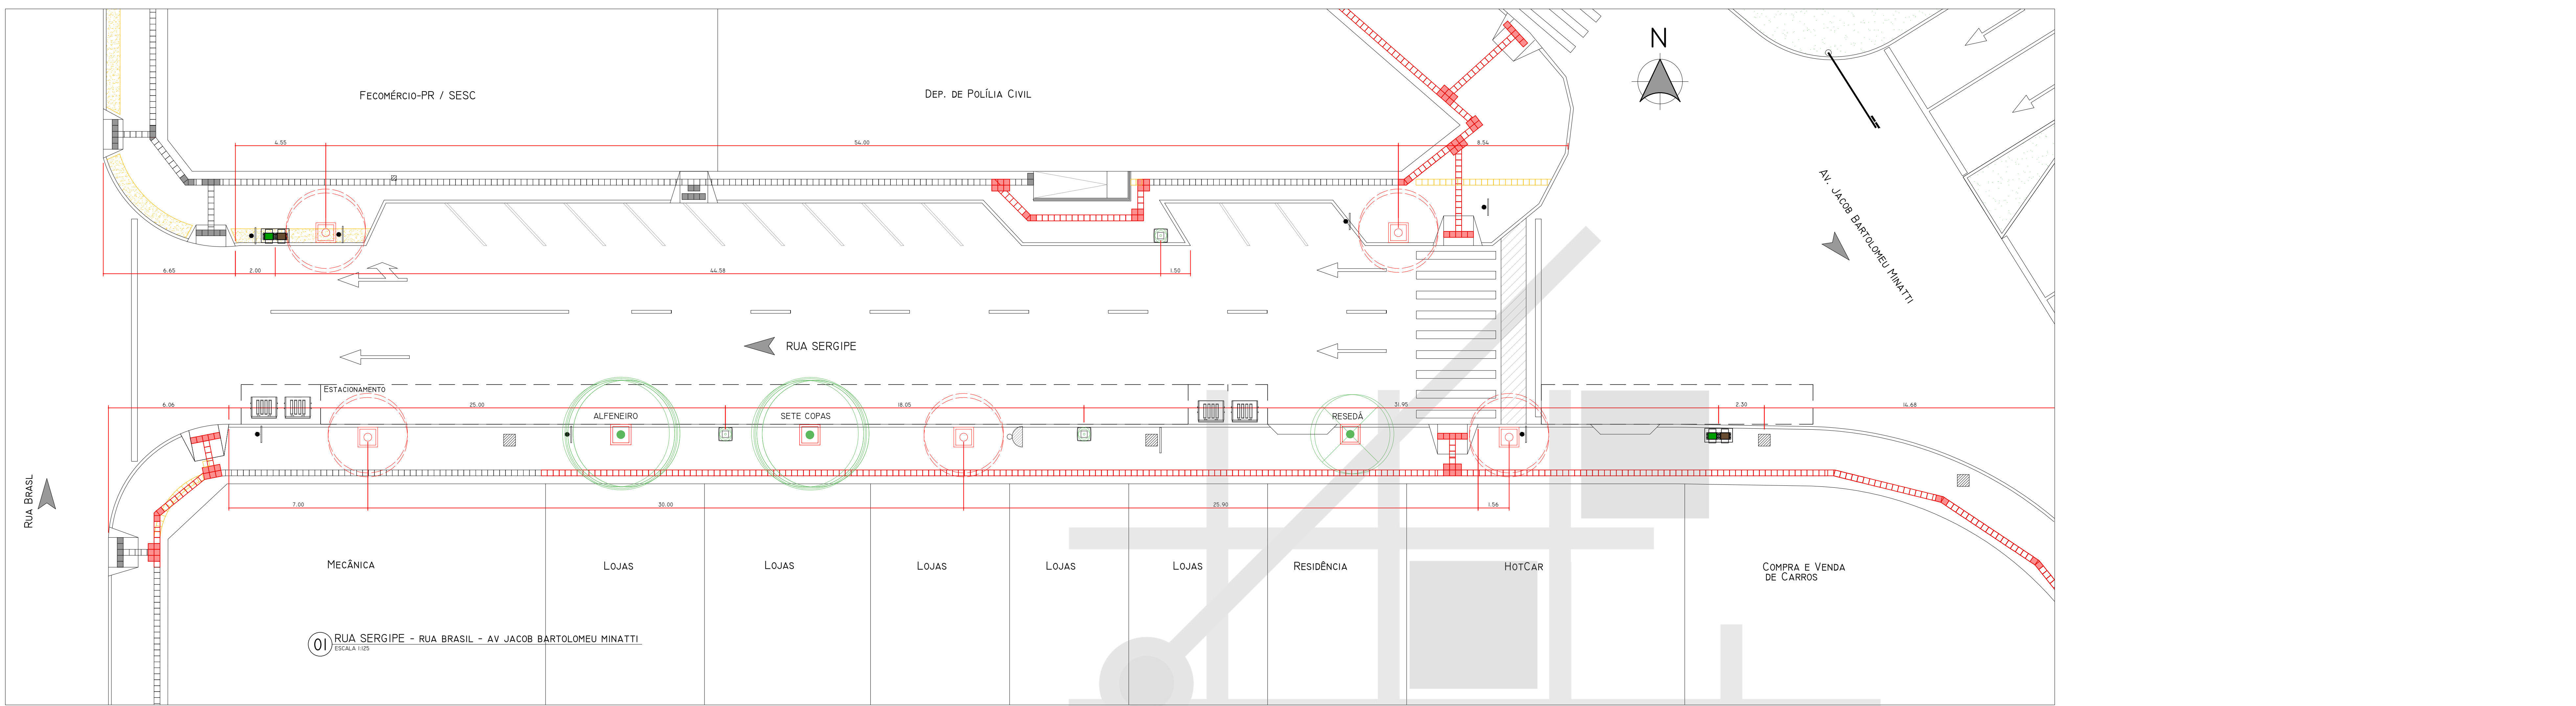 N
FECOMÉRCIO-PR / SESC
DEP. DE POLÍLIA CIVIL
4.55
54.00
8.54
AV. JACOB BARTOLOMEU MINATTI
6.65
2.00
44.58
1.50
RUA SERGIPE
ESTACIONAMENTO
6.06
25.00
18.05
31.95
2.30
14.68
ALFENEIRO
SETE COPAS
RESEDÁ
RUA BRASL
7.00
30.00
25.90
1.56
MECÂNICA
LOJAS
LOJAS
LOJAS
LOJAS
LOJAS
RESIDÊNCIA
HOTCAR
COMPRA E VENDA
DE CARROS
01
RUA SERGIPE - RUA BRASIL - AV JACOB BARTOLOMEU MINATTI
ESCALA 1:125